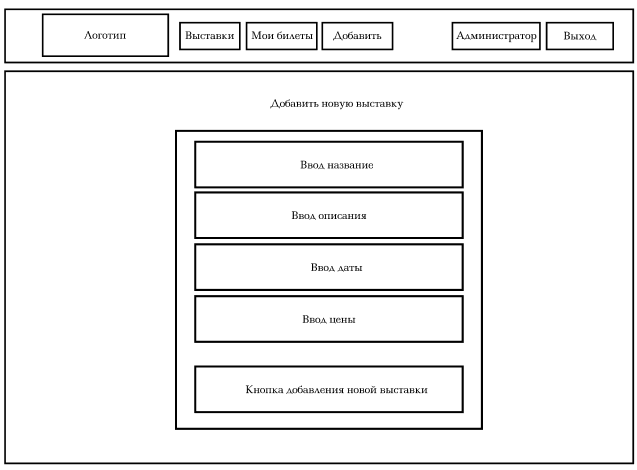 Логотип
Выставки
Мои билеты
Добавить
Администратор
Выход
Добавить новую выставку
Ввод название
Ввод описания
Ввод даты
Ввод цены
Кнопка добавления новой выставки